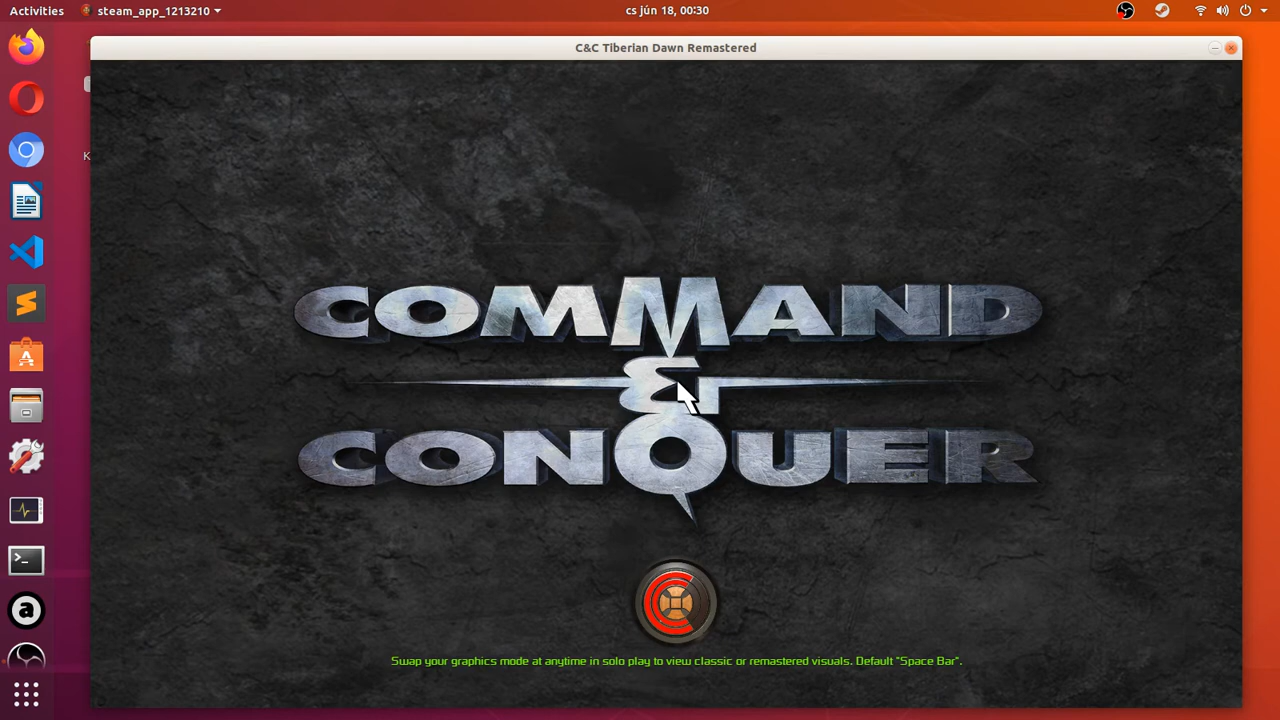 Activities steam_app_1213210 cs jún 18, 00:30
C&C Tiberian Dawn Remastered
K
COMMAND
&
CONQUER
Swap your graphics mode at anytime in solo play to view classic or remastered visuals. Default "Space Bar".